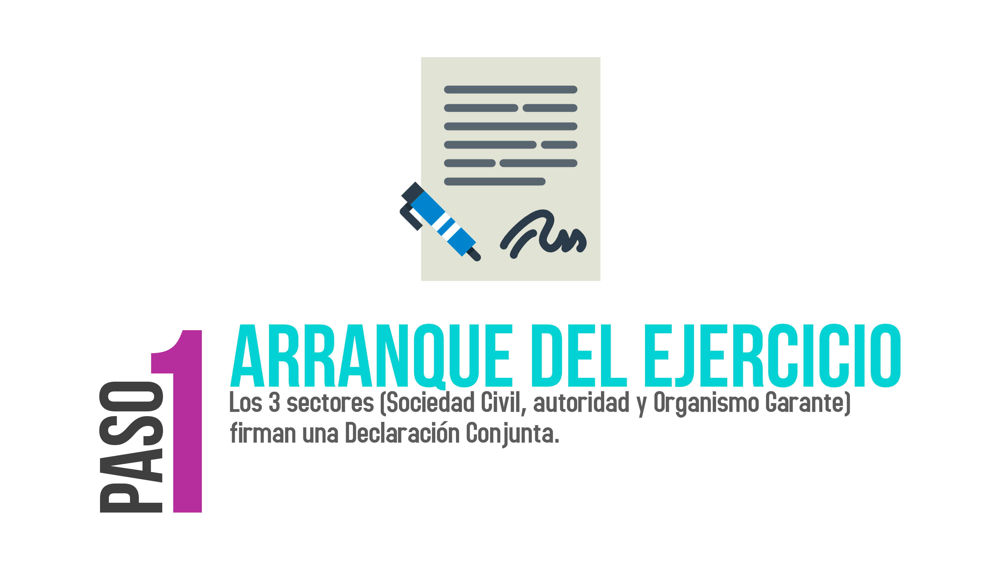 PASO 1
ARRANQUE DEL EJERCICIO
Los 3 sectores (Sociedad Civil, autoridad y Organismo Garante)
firman una Declaración Conjunta.